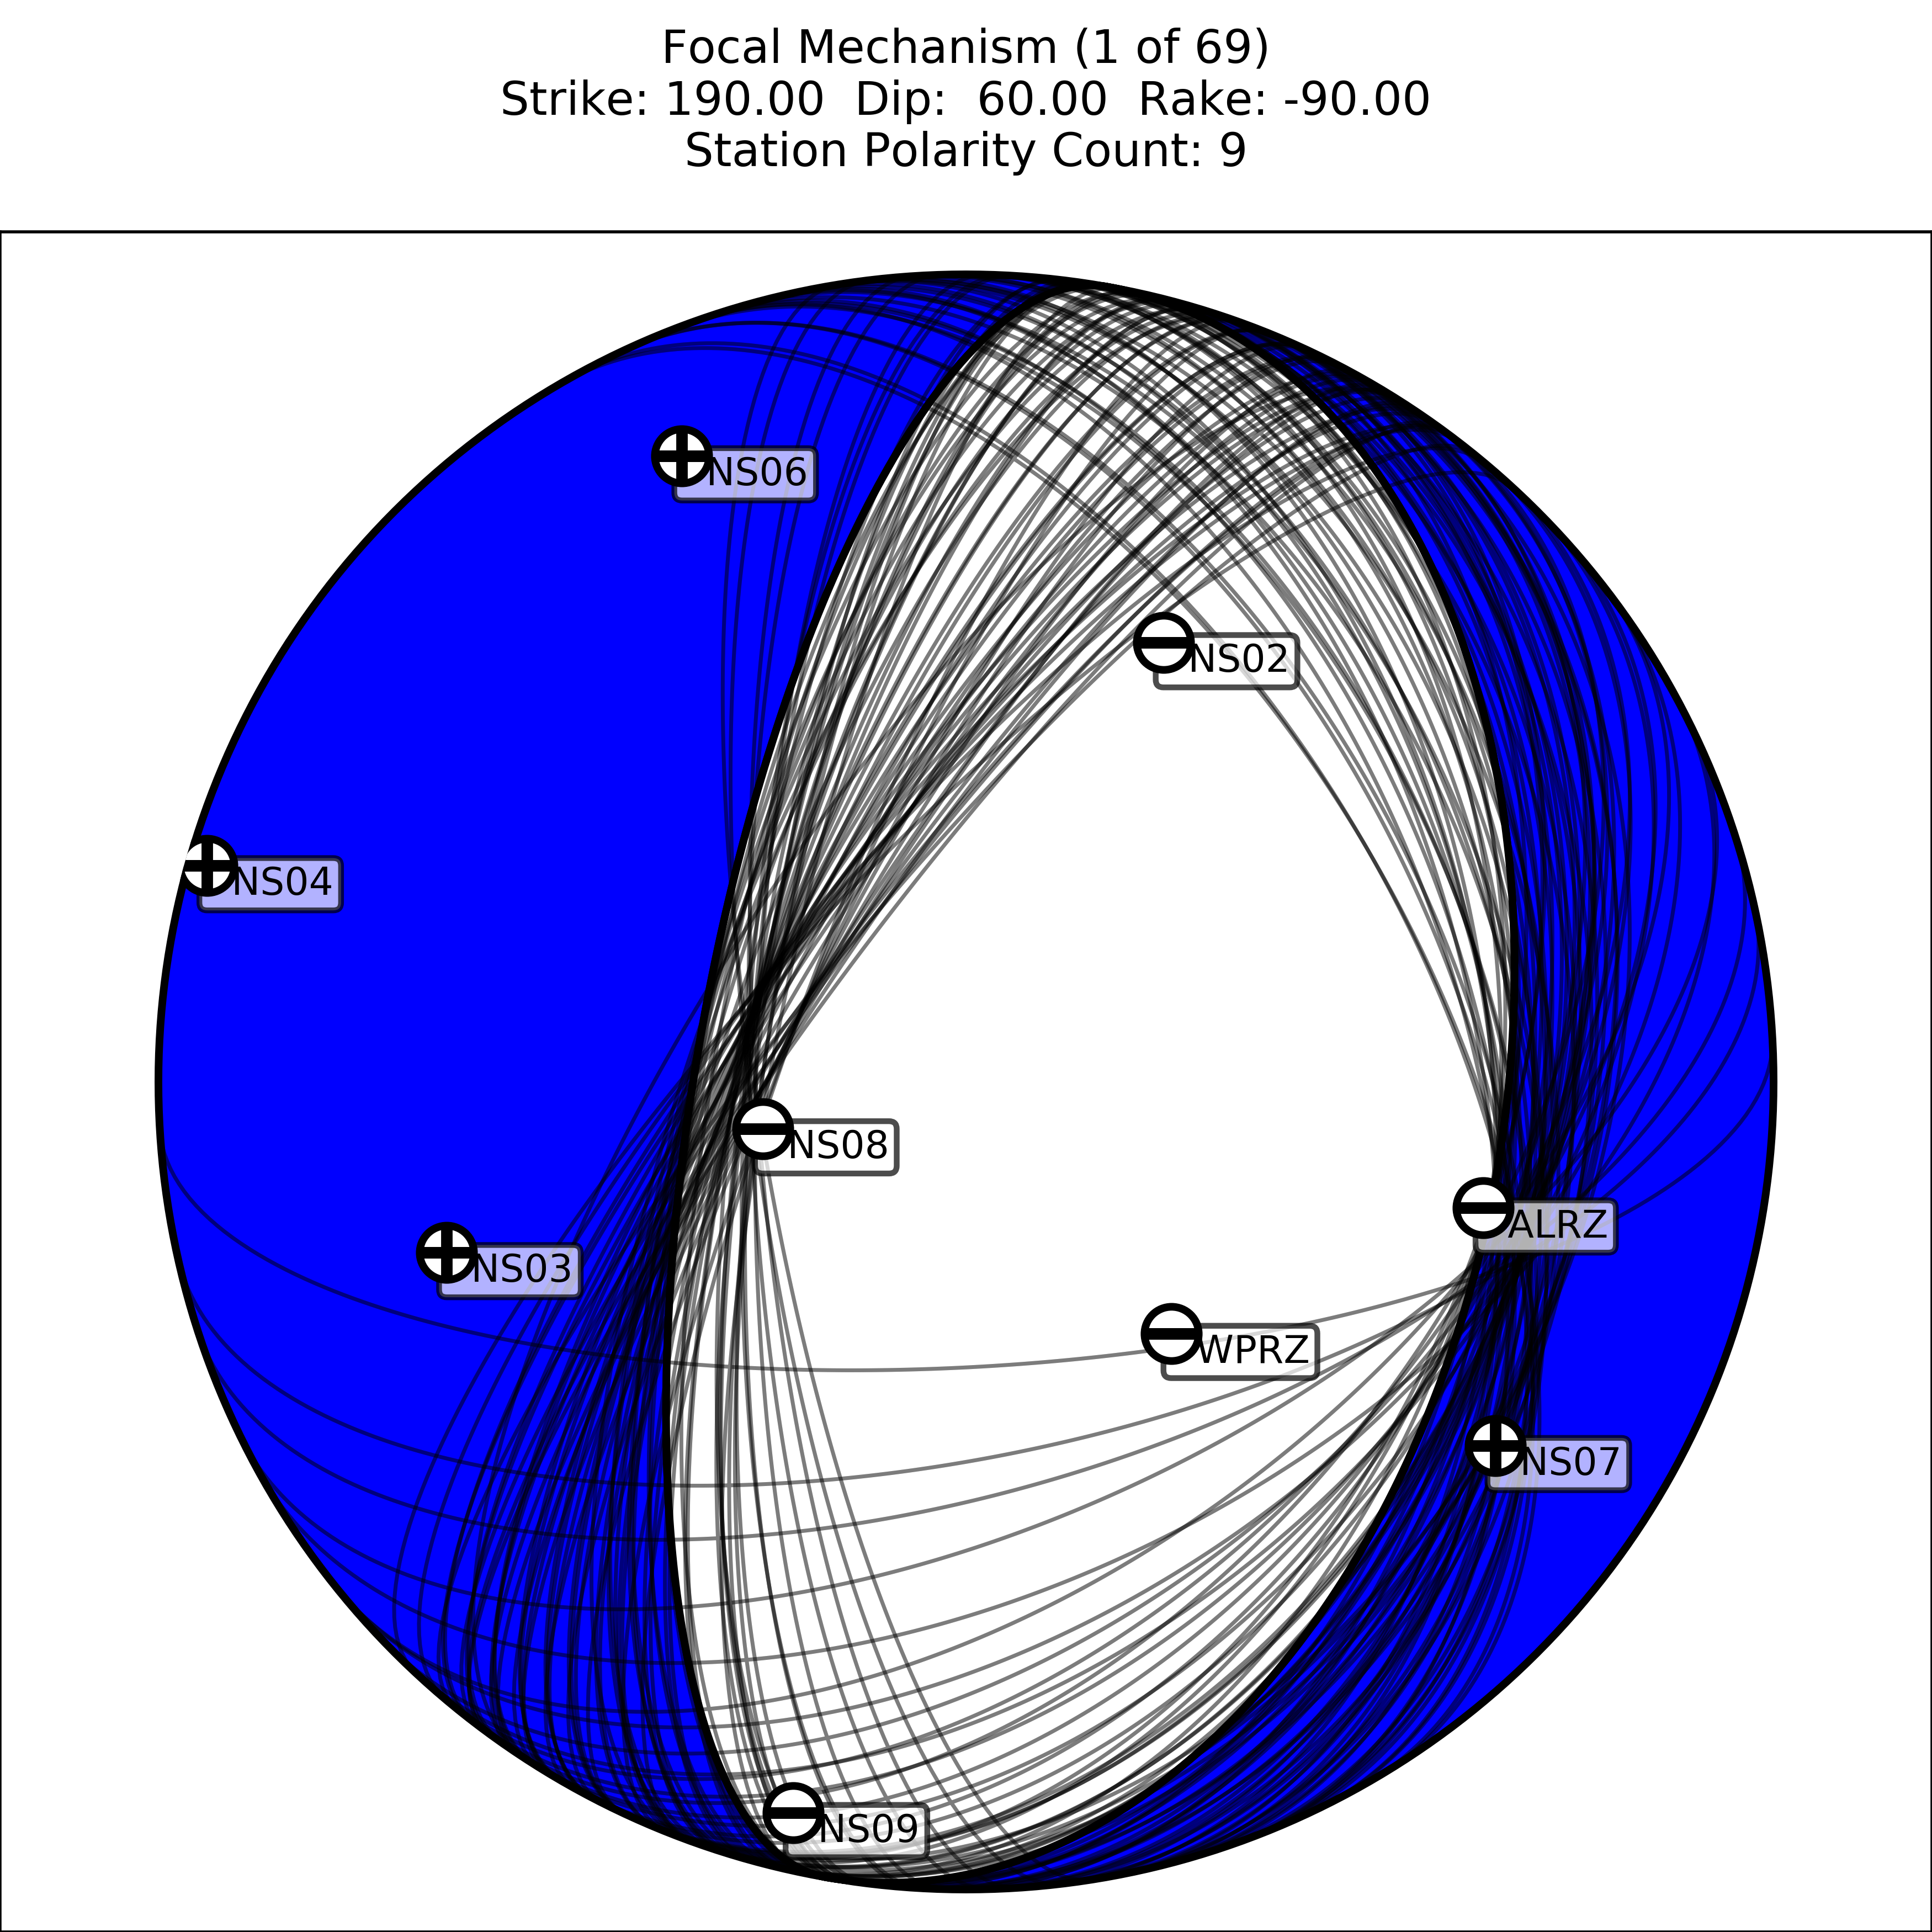 Focal Mechanism (1 of 69)
Strike: 190.00  Dip:  60.00  Rake: -90.00
Station Polarity Count: 9
NS06
NS02
NS04
NS08
ALRZ
NS03
WPRZ
NS07
NS09